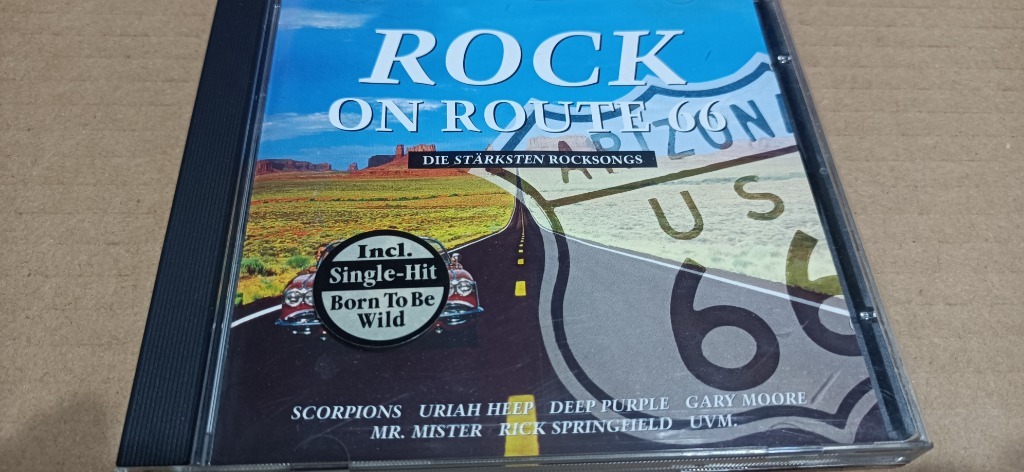 ROCK
ON ROUTE 66
DIE STÄRKSTEN ROCKSONGS
ARIZONA
US
66
Incl.
Single-Hit
Born To Be
Wild
SCORPIONS URIAH HEEP DEEP PURPLE GARY MOORE
MR. MISTER RICK SPRINGFIELD UVM.